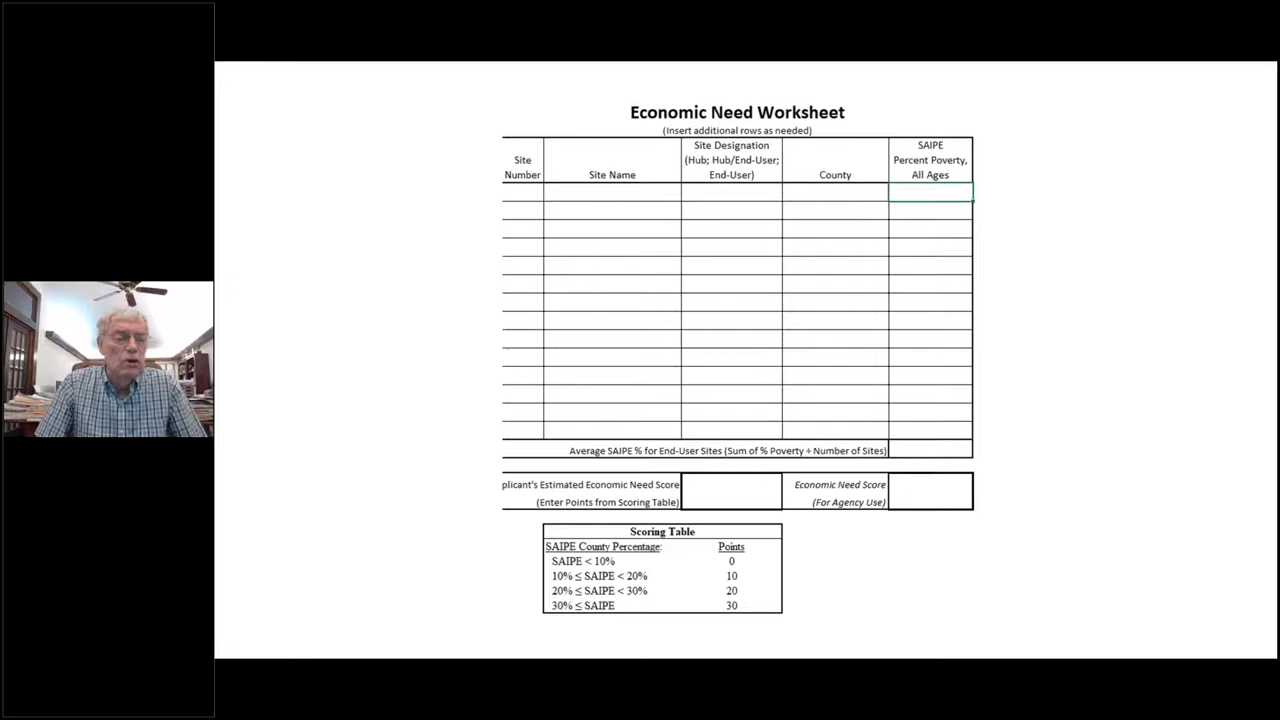 Economic Need Worksheet
(Insert additional rows as needed)
Site Number
Site Name
Site Designation (Hub; Hub/End-User; End-User)
County
SAIPE Percent Poverty, All Ages
Average SAIPE % for End-User Sites (Sum of % Poverty ÷ Number of Sites)
plicant's Estimated Economic Need Score
(Enter Points from Scoring Table)
Economic Need Score
(For Agency Use)
Scoring Table
SAIPE County Percentage: Points
SAIPE < 10% 0
10% ≤ SAIPE < 20% 10
20% ≤ SAIPE < 30% 20
30% ≤ SAIPE 30